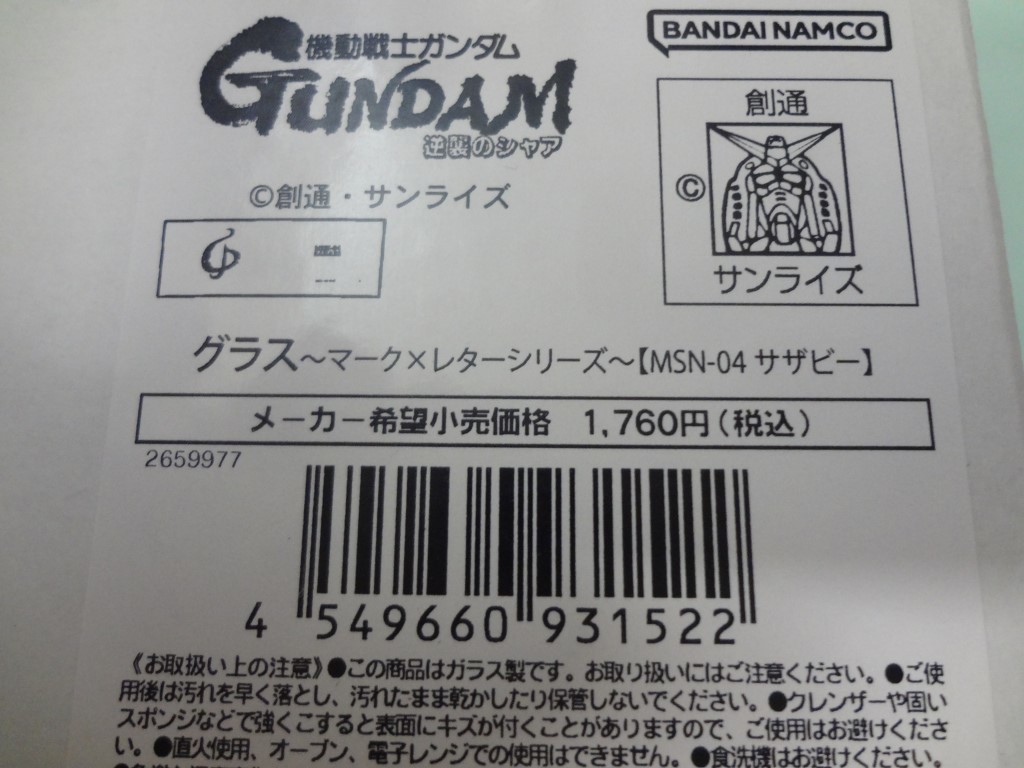 機動戦士ガンダム
GUNDAM
逆襲のシャア
BANDAI NAMCO
©創通・サンライズ
創通
©
サンライズ
グラス～マーク×レターシリーズ～【MSN-04 サザビー】
メーカー希望小売価格 1,760円(税込)
2659977
4 549660 931522
《お取扱い上の注意》●この商品はガラス製です。お取り扱いにはご注意ください。●ご使
用後は汚れを早く落とし、汚れたまま乾かしたり保管しないでください。●クレンザーや固い
スポンジなどで強くこすると表面にキズが付くことがありますので、ご使用はお避けくださ
い。●直火使用、オーブン、電子レンジでの使用はできません。●食洗機はお避けください。